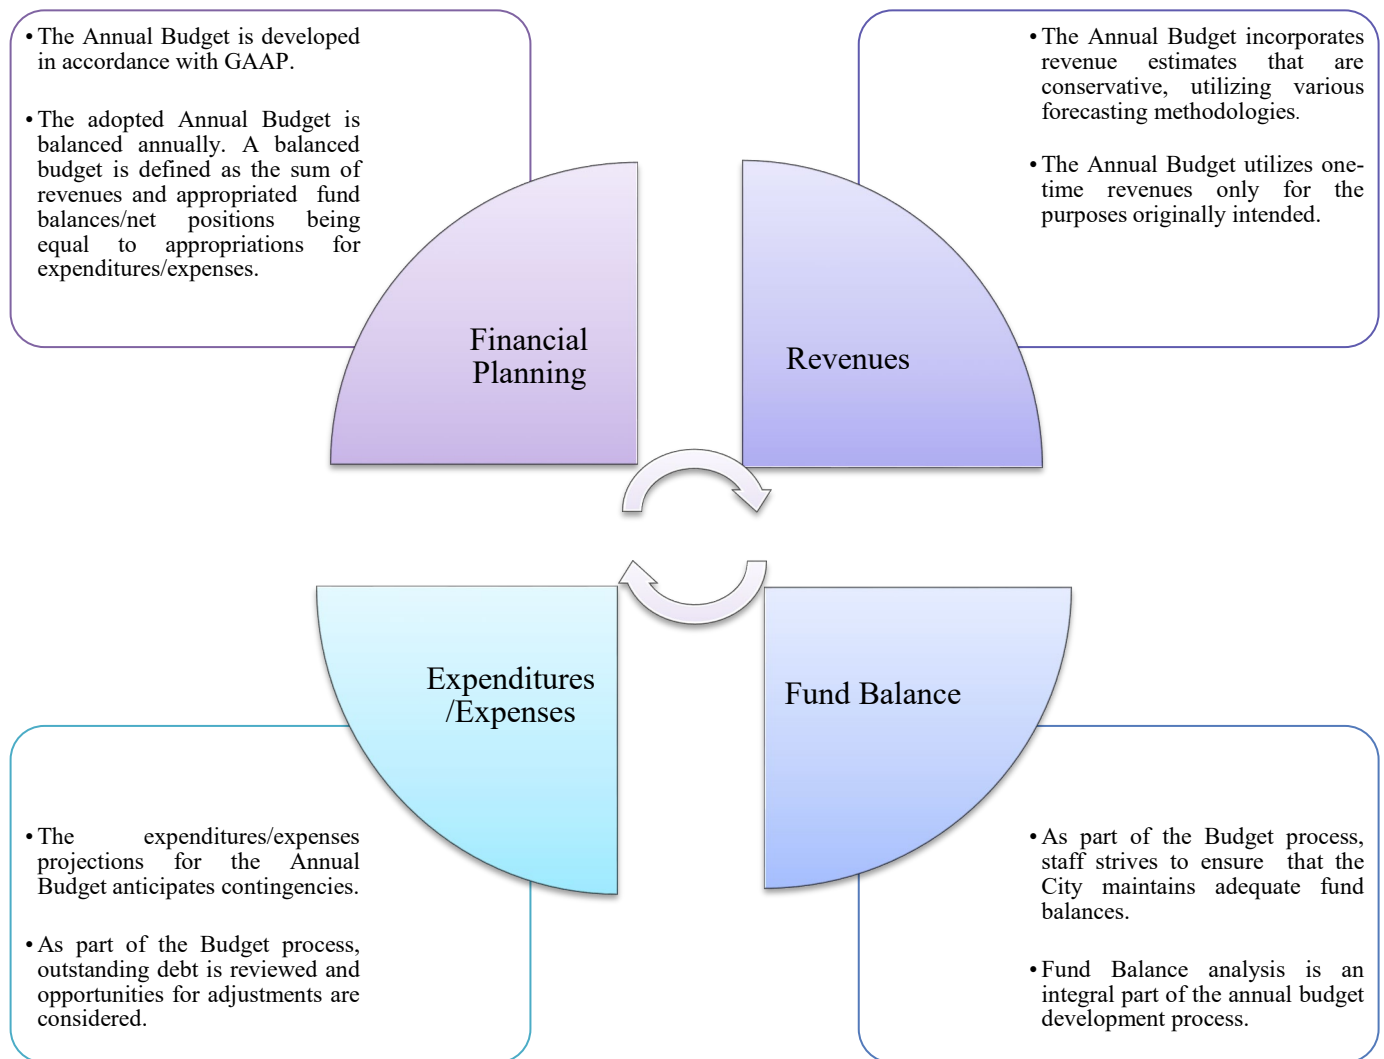 • The Annual Budget is developed
in accordance with GAAP.
• The adopted Annual Budget is
balanced annually. A balanced
budget is defined as the sum of
revenues and appropriated fund
balances/net positions being
equal to appropriations for
expenditures/expenses.
Financial
Planning
• The Annual Budget incorporates
revenue estimates that are
conservative, utilizing various
forecasting methodologies.
• The Annual Budget utilizes one-
time revenues only for the
purposes originally intended.
Revenues
Expenditures
/Expenses
• The expenditures/expenses
projections for the Annual
Budget anticipates contingencies.
• As part of the Budget process,
outstanding debt is reviewed and
opportunities for adjustments are
considered.
Fund Balance
• As part of the Budget process,
staff strives to ensure that the
City maintains adequate fund
balances.
• Fund Balance analysis is an
integral part of the annual budget
development process.